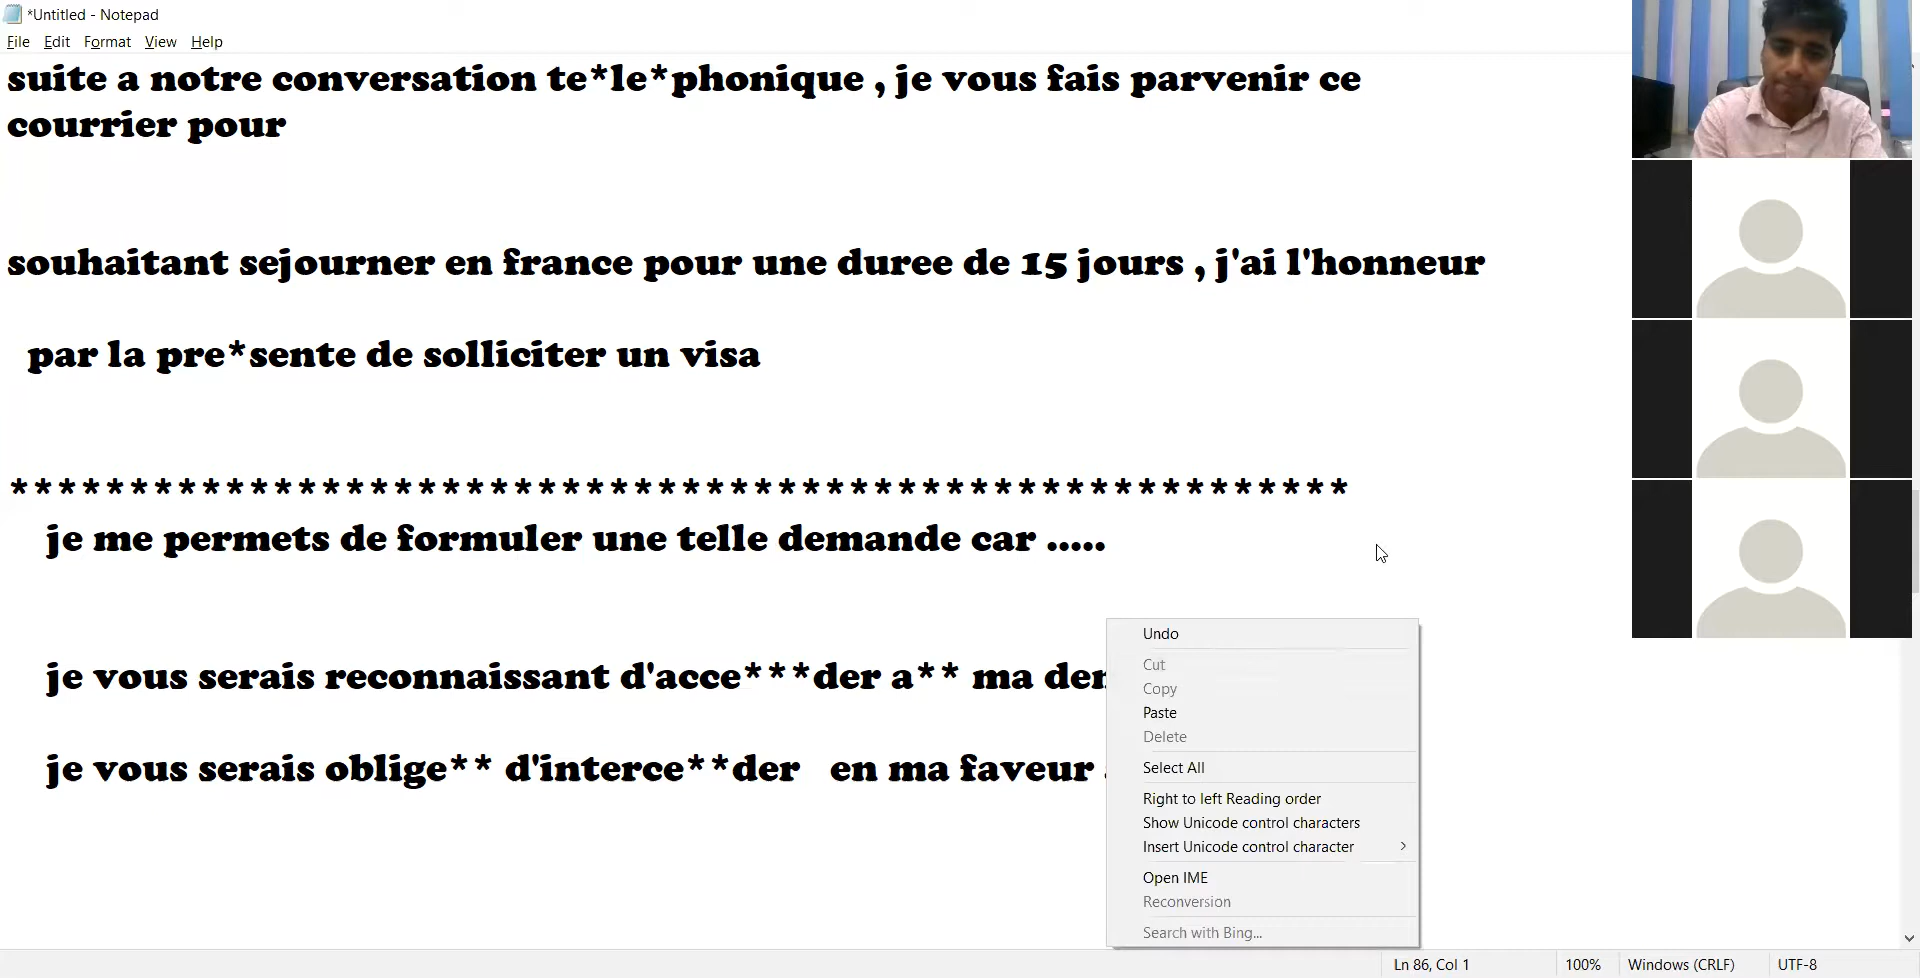 *Untitled - Notepad
File Edit Format View Help
suite a notre conversation te*le*phonique , je vous fais parvenir ce
courrier pour
souhaitant sejourner en france pour une duree de 15 jours , j'ai l'honneur
par la pre*sente de solliciter un visa
********************************************************
je me permets de formuler une telle demande car .....
je vous serais reconnaissant d'acce***der a** ma
je vous serais oblige** d'interce**der en ma faveur
Undo
Cut
Copy
Paste
Delete
Select All
Right to left Reading order
Show Unicode control characters
Insert Unicode control character
Open IME
Reconversion
Search with Bing...
Ln 86, Col 1 100% Windows (CRLF) UTF-8